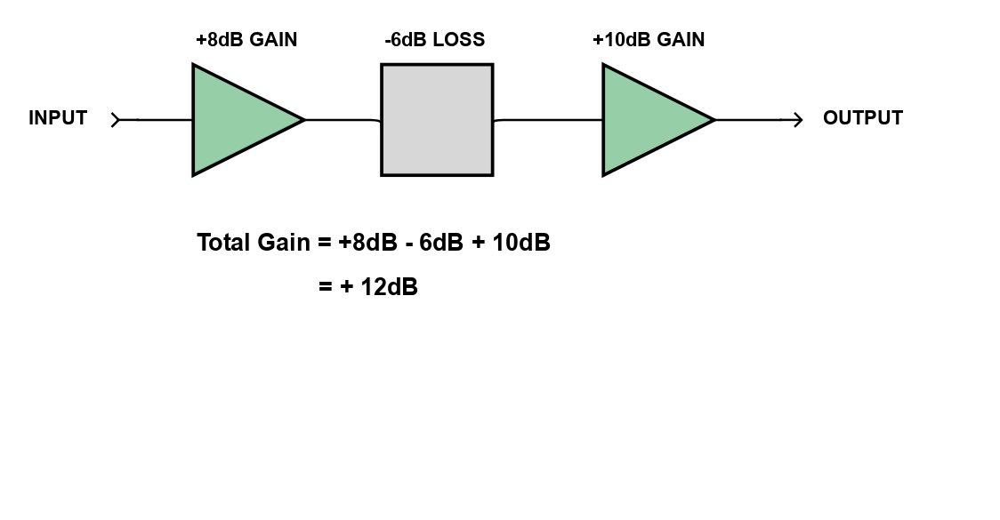 +8dB GAIN
-6dB LOSS
+10dB GAIN
INPUT
OUTPUT
Total Gain = +8dB - 6dB + 10dB
= + 12dB